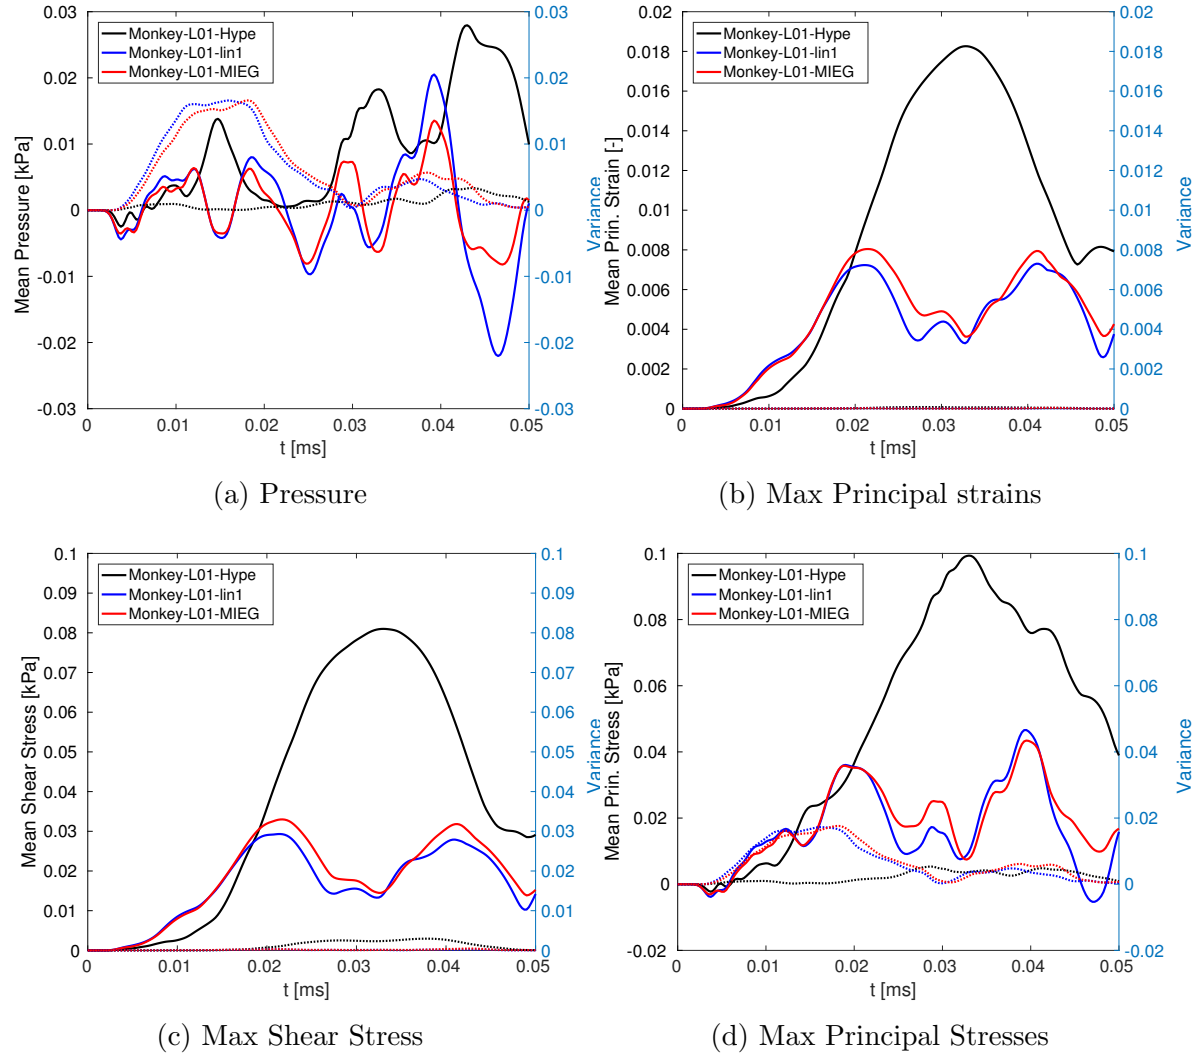 0.03
0.02
0.01
0
-0.01
-0.02
-0.03
Mean Pressure [kPa]
Monkey-L01-Hype
Monkey-L01-lin1
Monkey-L01-MIEG
0.03
0.02
0.01
0
-0.01
-0.02
-0.03
Variance
0 0.01 0.02 0.03 0.04 0.05
t [ms]
(a) Pressure
0.02
0.018
0.016
0.014
0.012
0.01
0.008
0.006
0.004
0.002
0
Mean Prin. Strain [-]
Monkey-L01-Hype
Monkey-L01-lin1
Monkey-L01-MIEG
0.02
0.018
0.016
0.014
0.012
0.01
0.008
0.006
0.004
0.002
0
Variance
0 0.01 0.02 0.03 0.04 0.05
t [ms]
(b) Max Principal strains
0.1
0.09
0.08
0.07
0.06
0.05
0.04
0.03
0.02
0.01
0
Mean Shear Stress [kPa]
Monkey-L01-Hype
Monkey-L01-lin1
Monkey-L01-MIEG
0.1
0.09
0.08
0.07
0.06
0.05
0.04
0.03
0.02
0.01
0
Variance
0 0.01 0.02 0.03 0.04 0.05
t [ms]
(c) Max Shear Stress
0.1
0.08
0.06
0.04
0.02
0
-0.02
Mean Prin. Stress [kPa]
Monkey-L01-Hype
Monkey-L01-lin1
Monkey-L01-MIEG
0.1
0.08
0.06
0.04
0.02
0
-0.02
Variance
0 0.01 0.02 0.03 0.04 0.05
t [ms]
(d) Max Principal Stresses